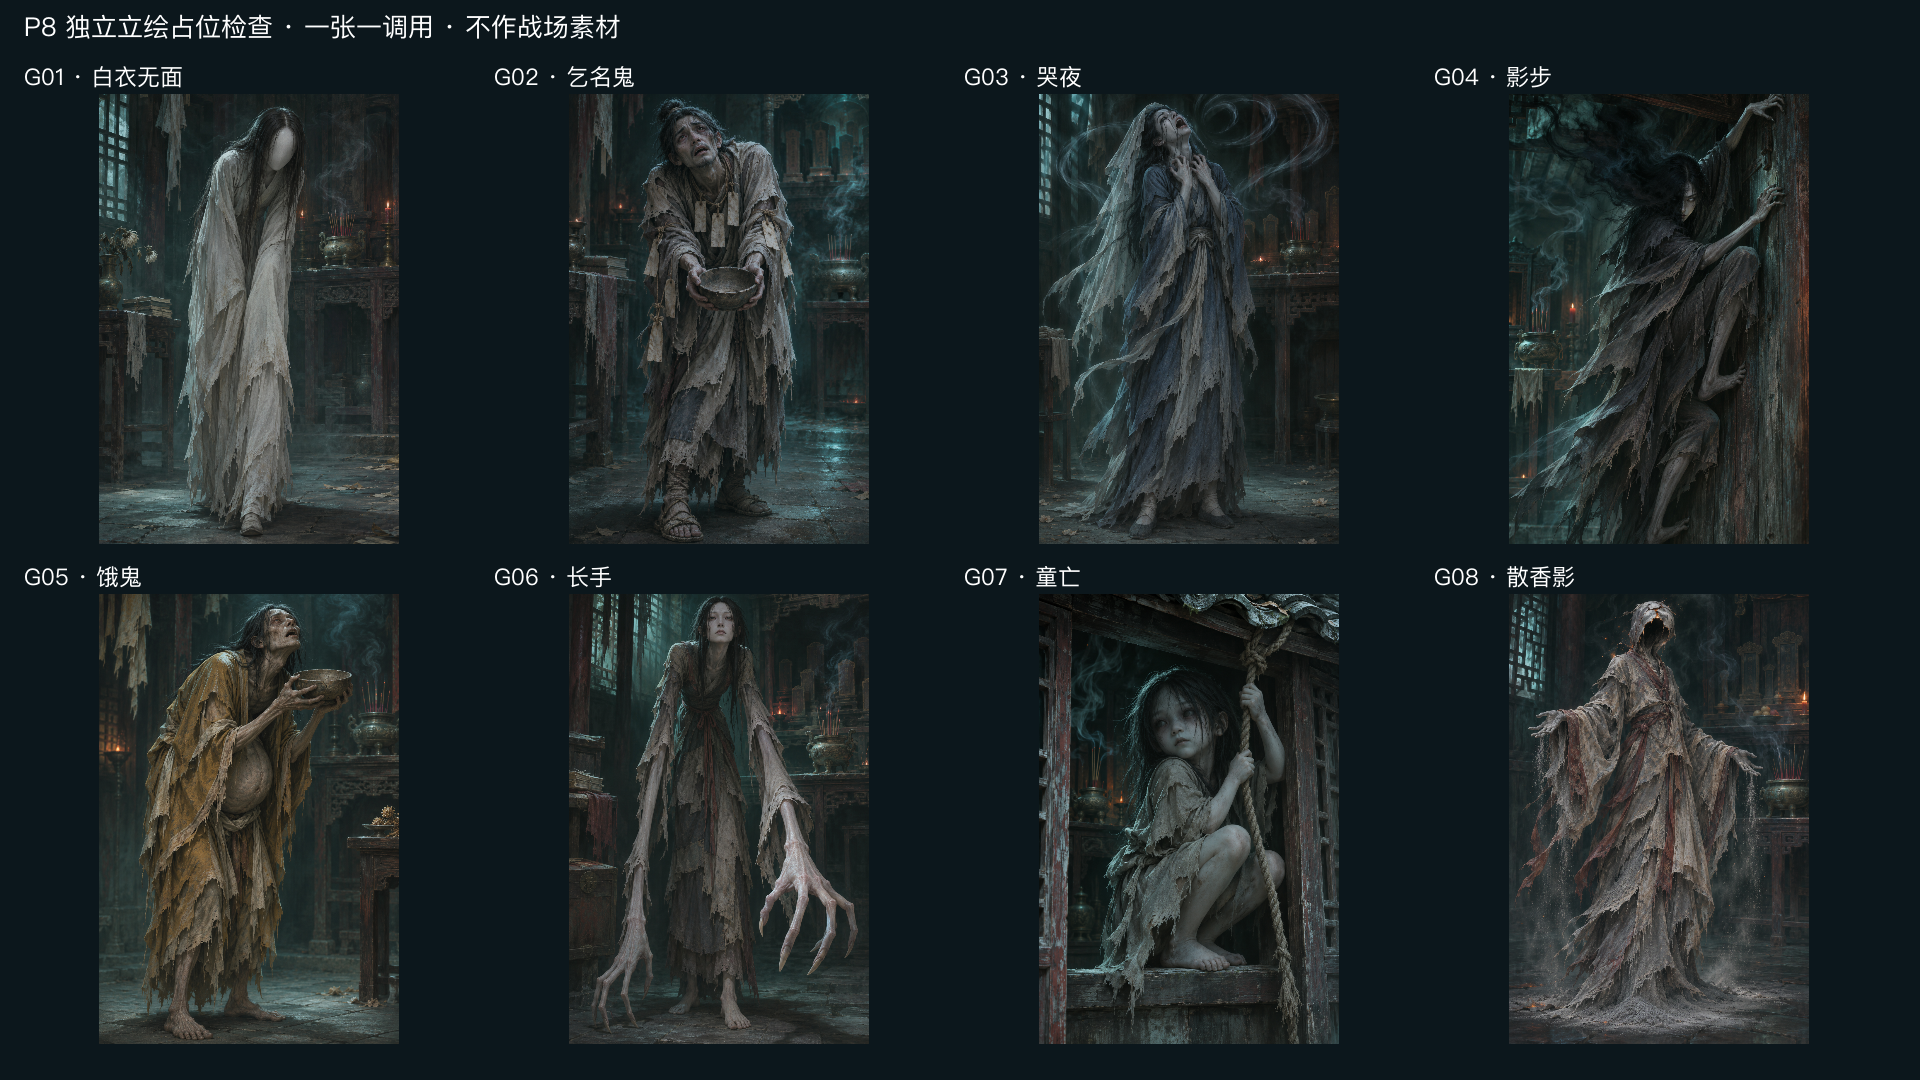 P8 独立立绘占位检查 · 一张一调用 · 不作战场素材
G01 · 白衣无面
G02 · 乞名鬼
G03 · 哭夜
G04 · 影步
G05 · 饿鬼
G06 · 长手
G07 · 童亡
G08 · 散香影